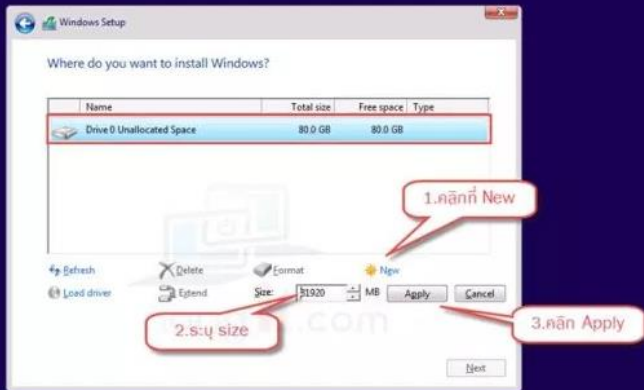 Windows Setup
Where do you want to install Windows?
Name Total size Free space Type
Drive 0 Unallocated Space 80.0 GB 80.0 GB
1.คลิกที่ New
Refresh Delete Format New
Load driver Extend Size: 81920 MB Apply Cancel
2.ระบุ size
.com
3.คลิก Apply
Next